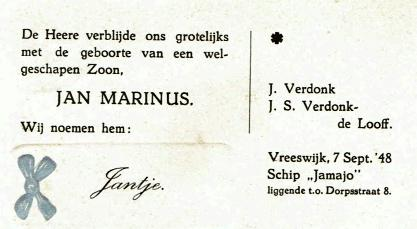 De Heere verblijde ons grotelijks
met de geboorte van een wel-
geschapen Zoon,
JAN MARINUS.
Wij noemen hem:
Jantje.
*
J. Verdonk
J. S. Verdonk-
de Looff.
Vreeswijk, 7 Sept. '48
Schip „Jamajo”
liggende t.o. Dorpsstraat 8.